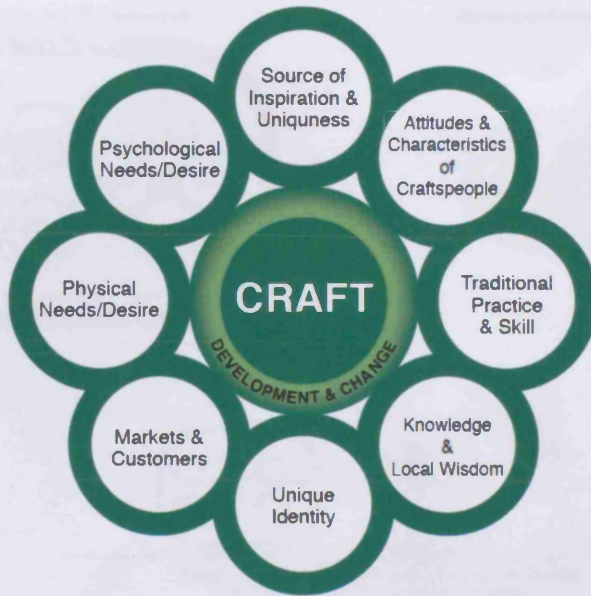 Source of
Inspiration &
Uniquness
Attitudes &
Characteristics
of
Craftspeople
Traditional
Practice
& Skill
Knowledge
&
Local Wisdom
Unique
Identity
Markets &
Customers
Physical
Needs/Desire
Psychological
Needs/Desire
CRAFT
DEVELOPMENT & CHANGE